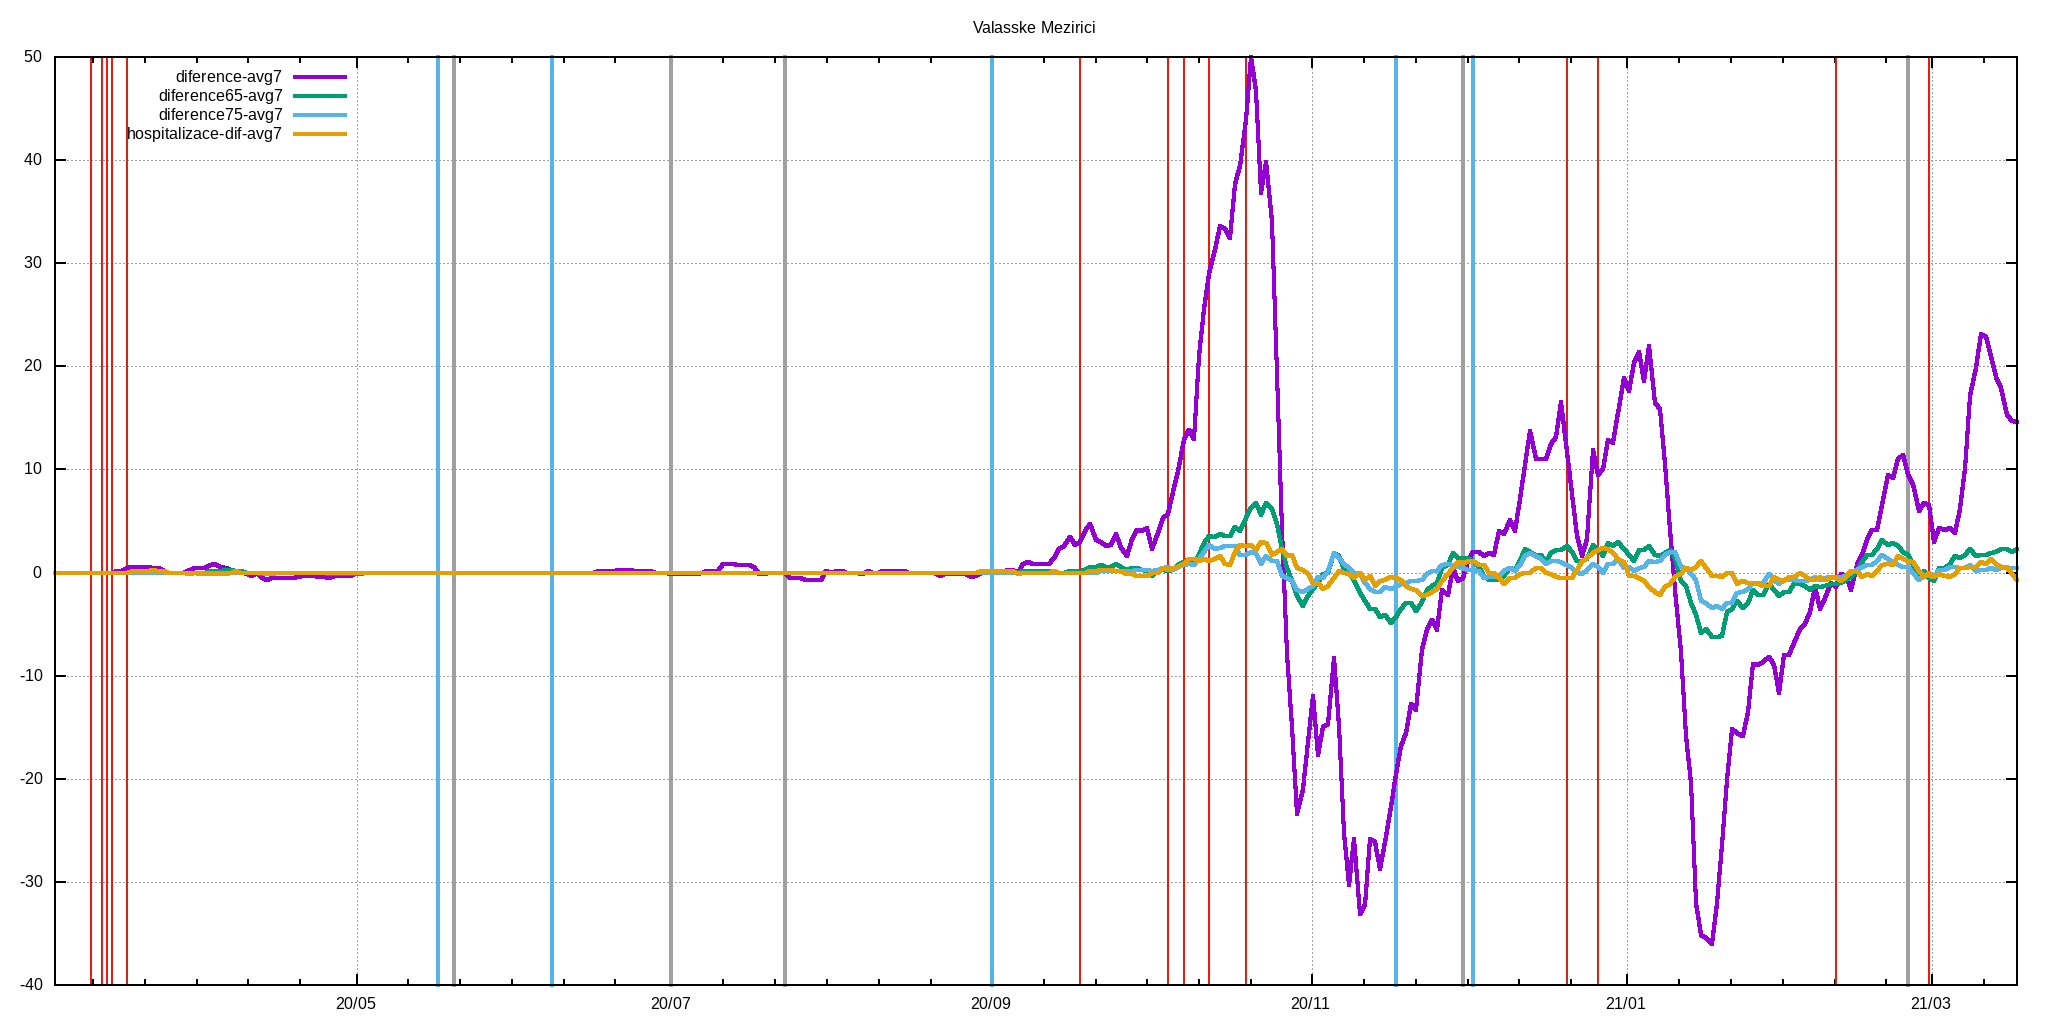 Valasske Mezirici
diference-avg7
diference65-avg7
diference75-avg7
hospitalizace-dif-avg7
50
40
30
20
10
0
-10
-20
-30
-40
20/05 20/07 20/09 20/11 21/01 21/03